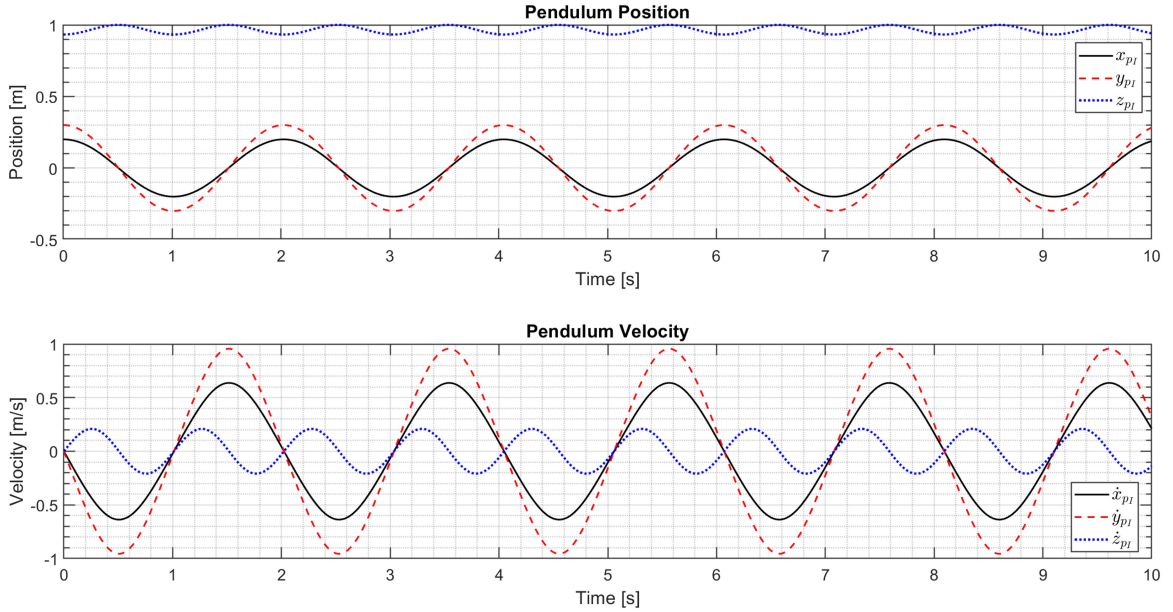 Pendulum Position
Position [m]
1
0.5
0
-0.5
x_{p_I}
y_{p_I}
z_{p_I}
0 1 2 3 4 5 6 7 8 9 10
Time [s]
Pendulum Velocity
Velocity [m/s]
1
0.5
0
-0.5
-1
ẋ_{p_I}
ẏ_{p_I}
ż_{p_I}
0 1 2 3 4 5 6 7 8 9 10
Time [s]